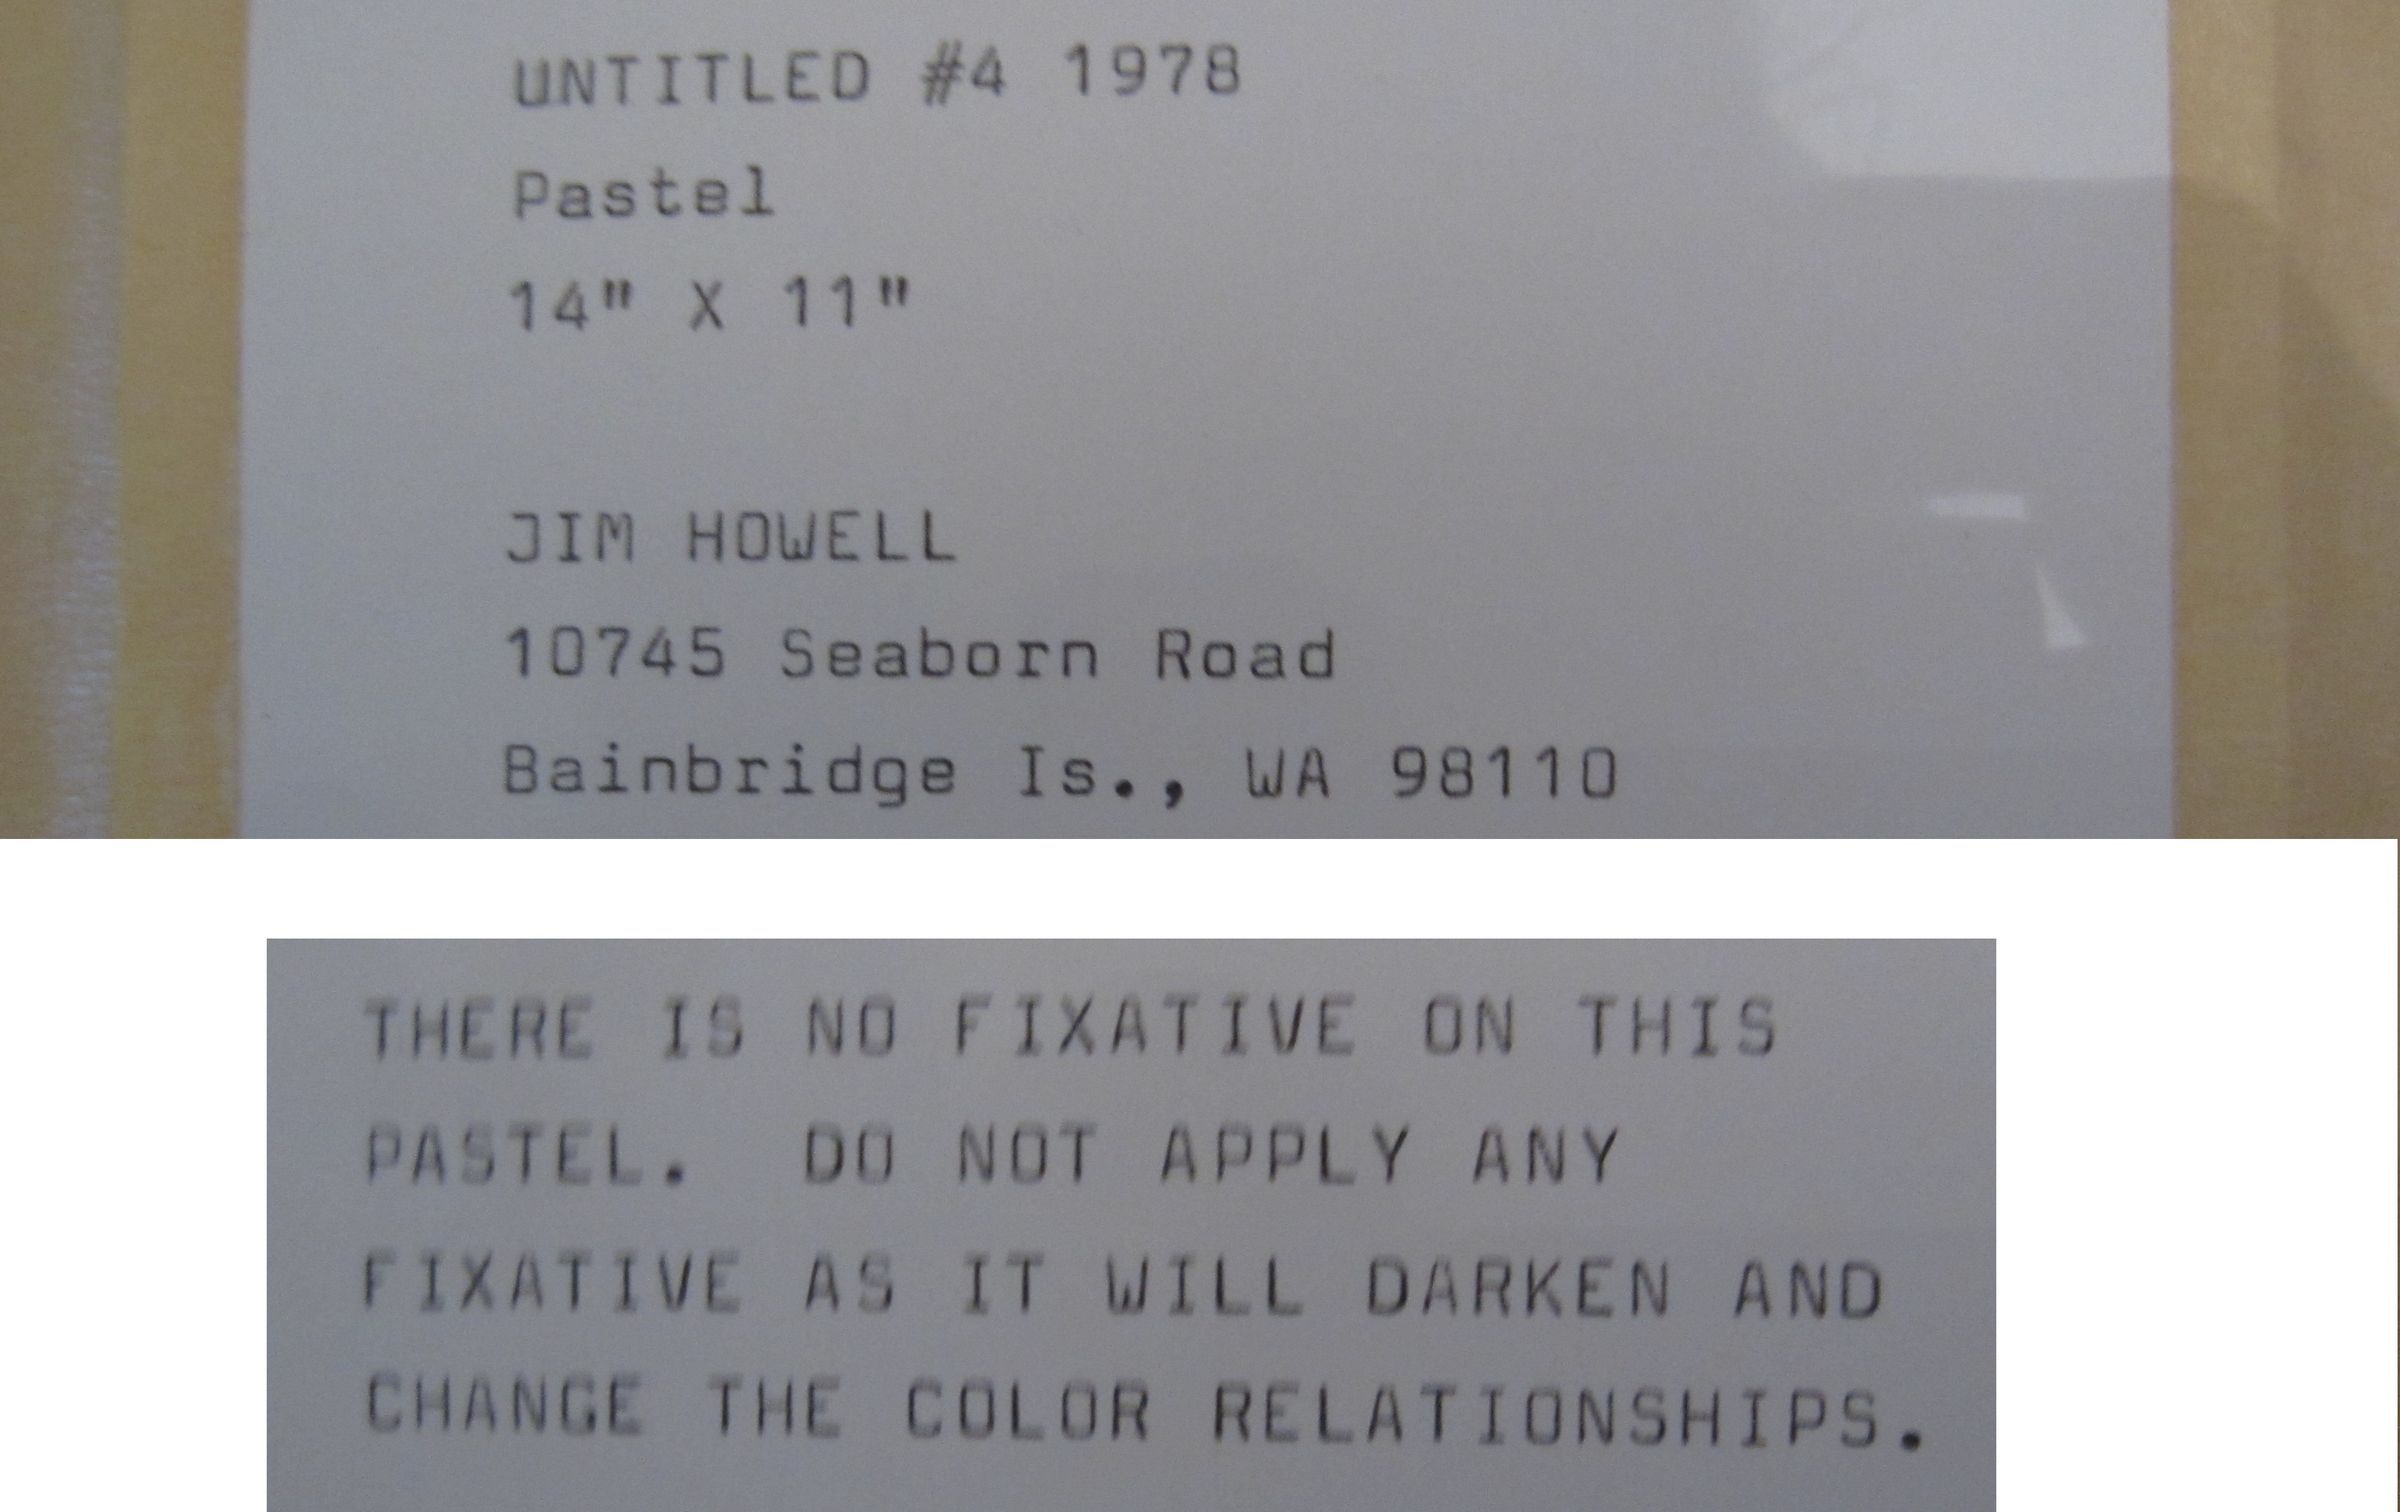 UNTITLED #4 1978
Pastel
14" X 11"
JIM HOWELL
10745 Seaborn Road
Bainbridge Is., WA 98110
THERE IS NO FIXATIVE ON THIS
PASTEL. DO NOT APPLY ANY
FIXATIVE AS IT WILL DARKEN AND
CHANGE THE COLOR RELATIONSHIPS.